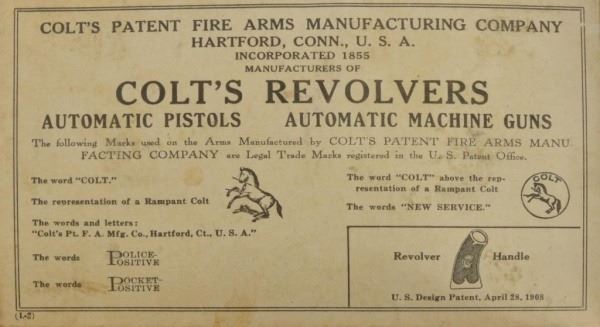 COLT'S PATENT FIRE ARMS MANUFACTURING COMPANY
HARTFORD, CONN., U. S. A.
INCORPORATED 1855
MANUFACTURERS OF
COLT'S REVOLVERS
AUTOMATIC PISTOLS AUTOMATIC MACHINE GUNS
The following Marks used on the Arms Manufactured by COLT'S PATENT FIRE ARMS MANU
FACTING COMPANY are Legal Trade Marks registered in the U. S. Patent Office.
The word "COLT."
The representation of a Rampant Colt
The words and letters:
"Colt's Pt. F. A. Mfg. Co., Hartford, Ct., U. S. A."
The words POLICE-
POSITIVE
The words POCKET-
POSITIVE
The word "COLT" above the rep-
resentation of a Rampant Colt
The words "NEW SERVICE."
COLT
Revolver Handle
U. S. Design Patent, April 28, 1908
(L-2)